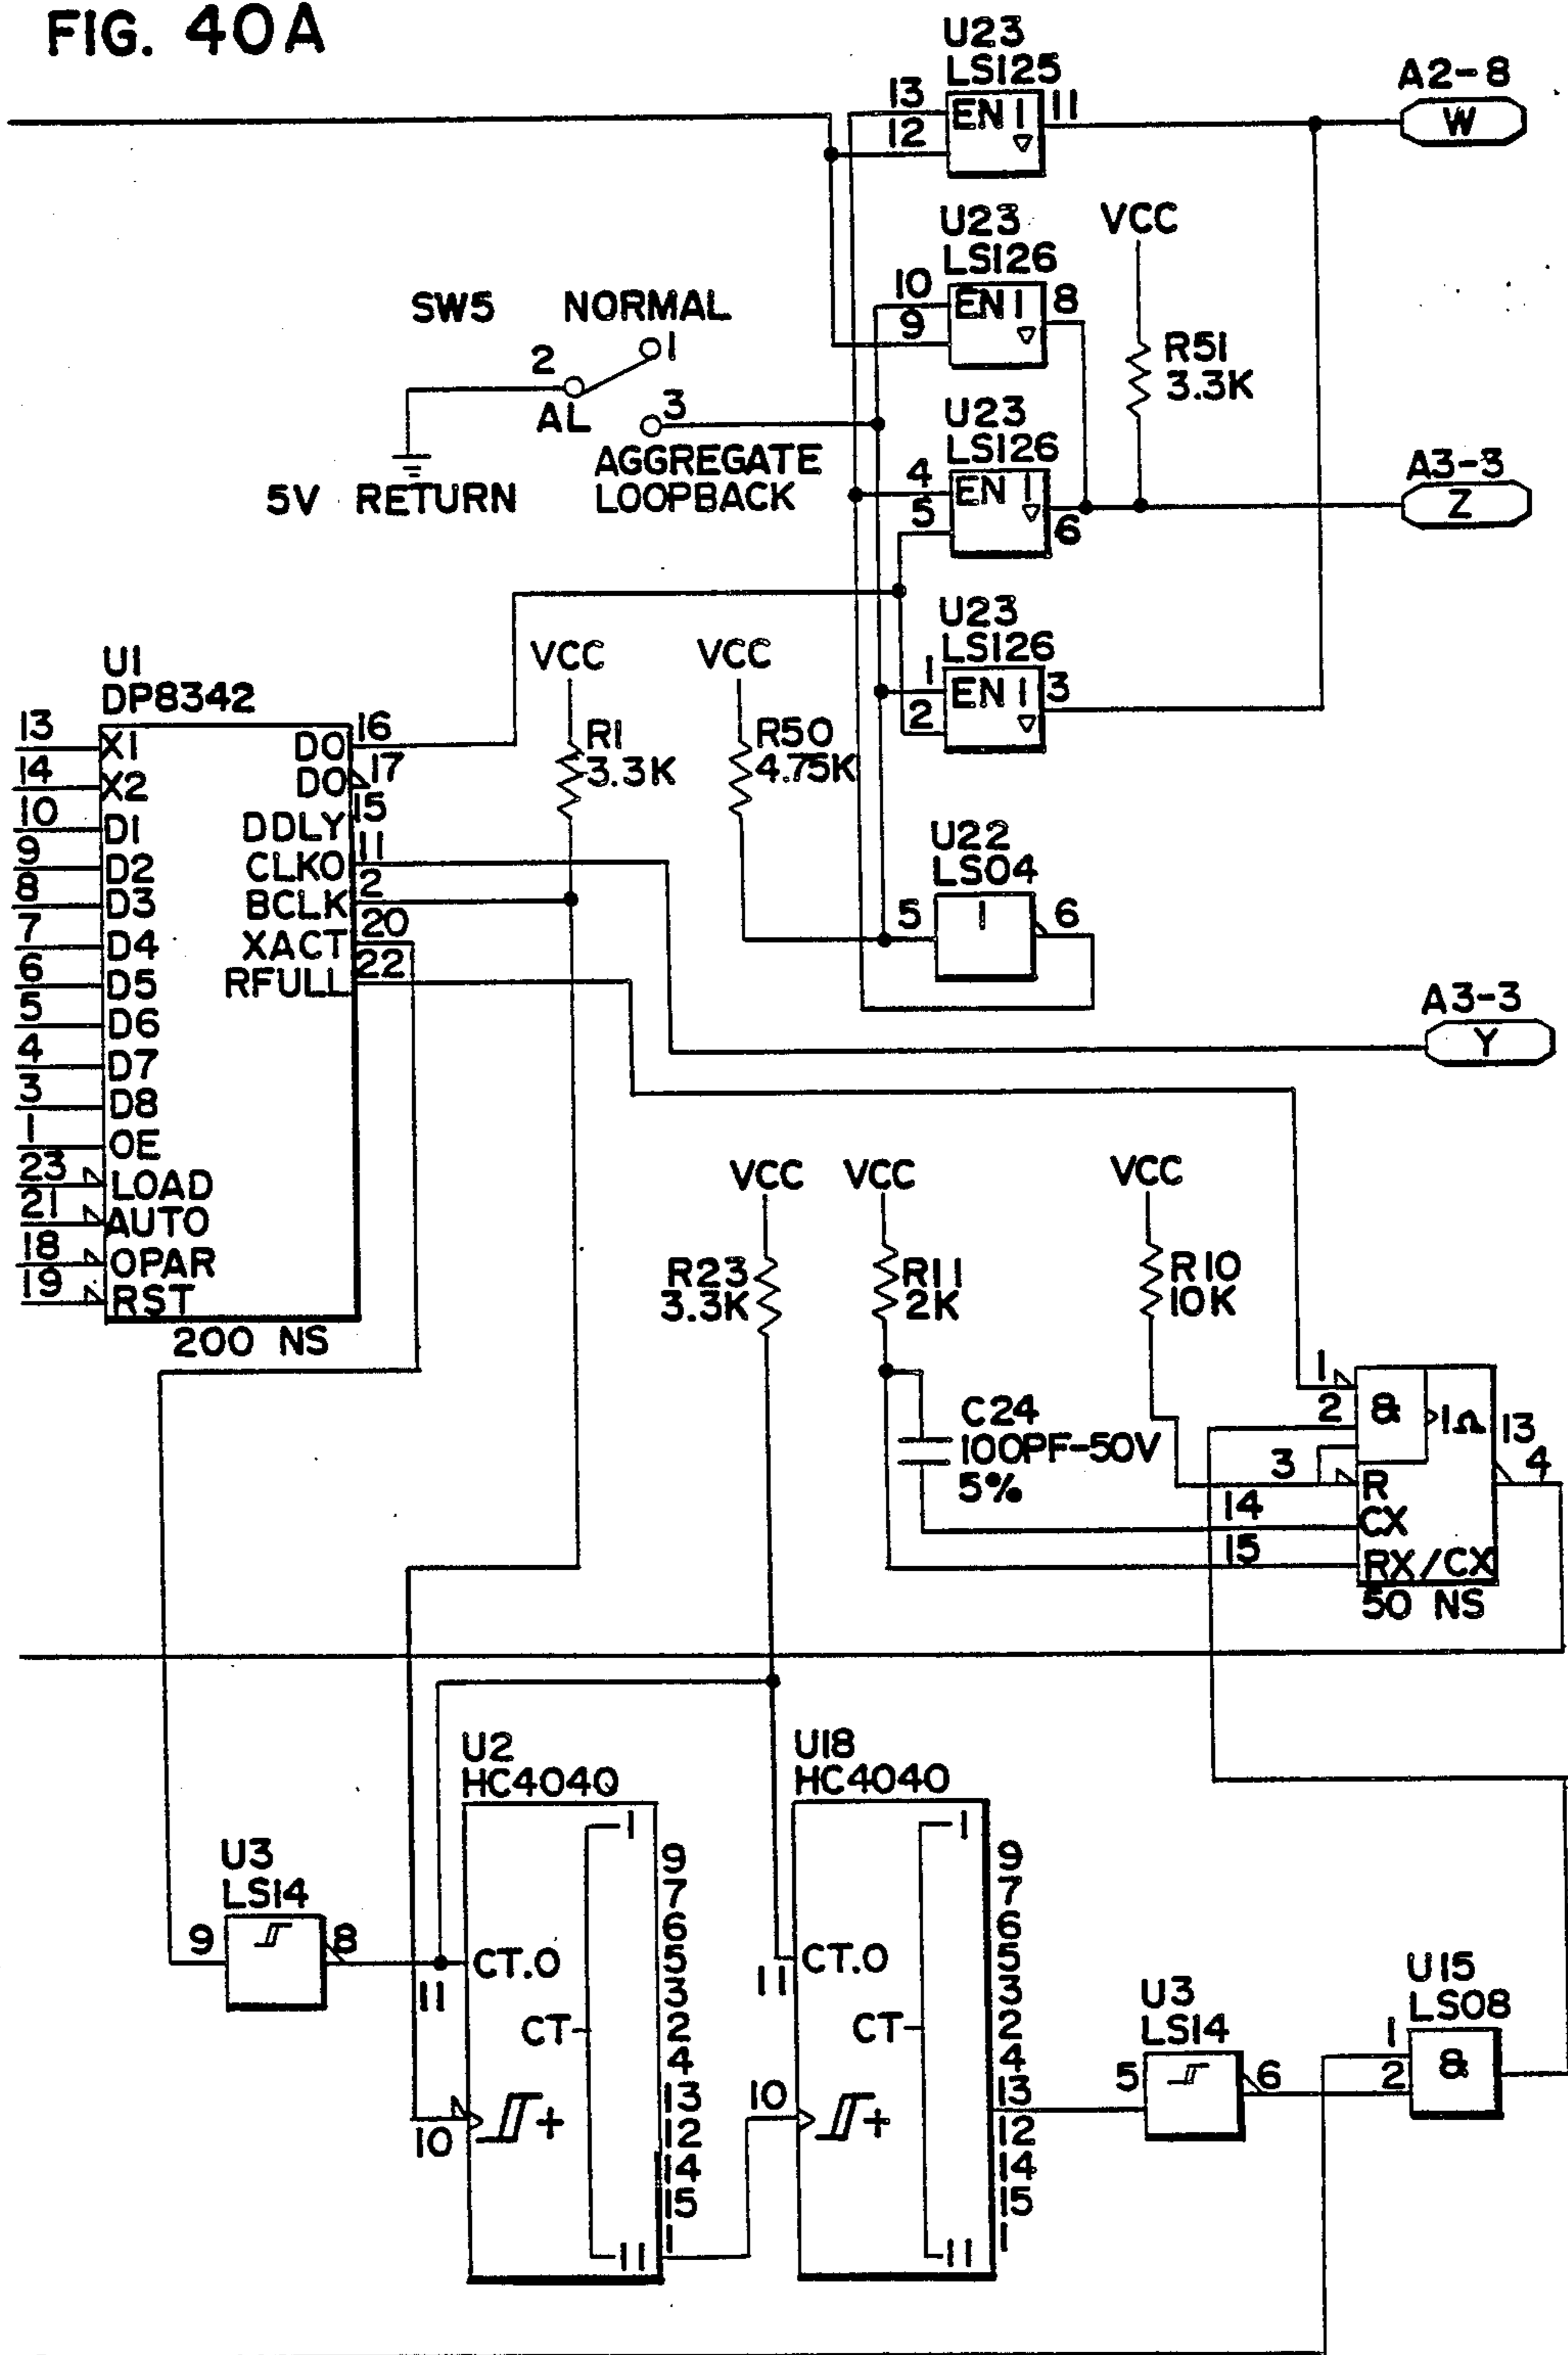 FIG. 40A
U23
LS125
13
12
EN 1
11
A2-8
W
U23
LS126
10
9
EN 1
8
VCC
R51
3.3K
SW5 NORMAL
1
2
AL
3
AGGREGATE
LOOPBACK
5V RETURN
U23
LS126
4
5
EN 1
6
A3-3
Z
U23
LS126
1
2
EN 1
3
VCC
R1
3.3K
VCC
R50
4.75K
U22
LS04
5
1
6
A3-3
Y
U1
DP8342
13 X1 DO 16
14 X2 DO 17
10 D1 DDLY 15
9 D2 CLKO 11
8 D3 BCLK 2
7 D4 XACT 20
6 D5 RFULL 22
5 D6
4 D7
3 D8
1 OE
23 LOAD
21 AUTO
18 OPAR
19 RST
200 NS
VCC
R23
3.3K
VCC
R11
2K
VCC
R10
10K
C24
100PF-50V
5%
1
2
&
1Ω
13
3
4
R
14
CX
15
RX/CX
50 NS
U3
LS14
9
8
U2
HC4040
11
CT.0
CT
10
+
1
9
7
6
5
3
2
4
13
12
14
15
1
11
U18
HC4040
11
CT.0
CT
10
+
1
9
7
6
5
3
2
4
13
12
14
15
1
11
U3
LS14
5
6
U15
LS08
1
2
&